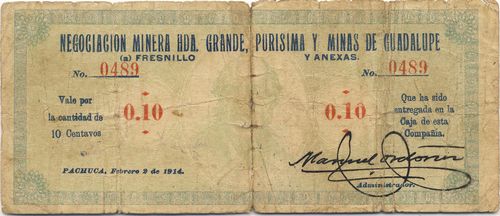 NEGOCIACION MINERA HDA. GRANDE, PURISIMA Y MINAS DE GUADALUPE
(a) FRESNILLO Y ANEXAS.
No. 0489 No. 0489
Vale por
la cantidad de
10 Centavos
0.10
0.10
Que ha sido
entregada en la
Caja de esta
Compañía.
Manuel Ordoñez
PACHUCA, Febrero 2 de 1914.
Administrador.